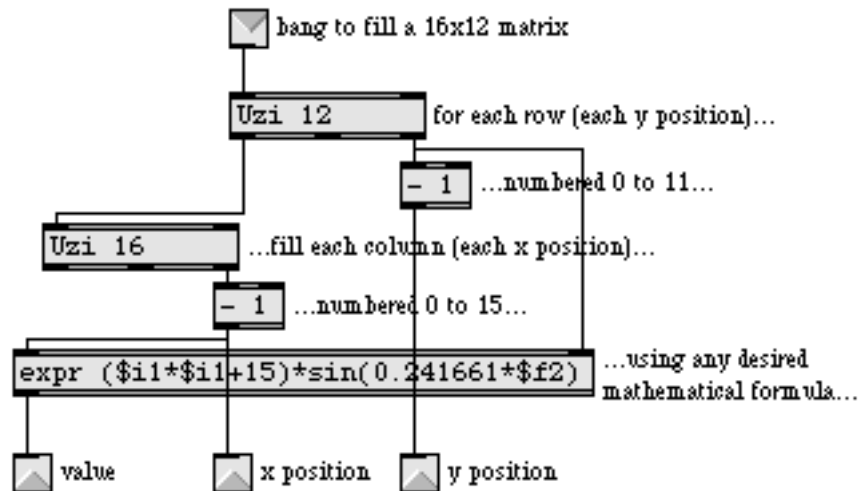 bang to fill a 16x12 matrix
Uzi 12
for each row (each y position)...
- 1
...numbered 0 to 11...
Uzi 16
...fill each column (each x position)...
- 1
...numbered 0 to 15...
expr ($i1*$i1+15)*sin(0.241661*$f2)
...using any desired
mathematical formula...
value
x position
y position